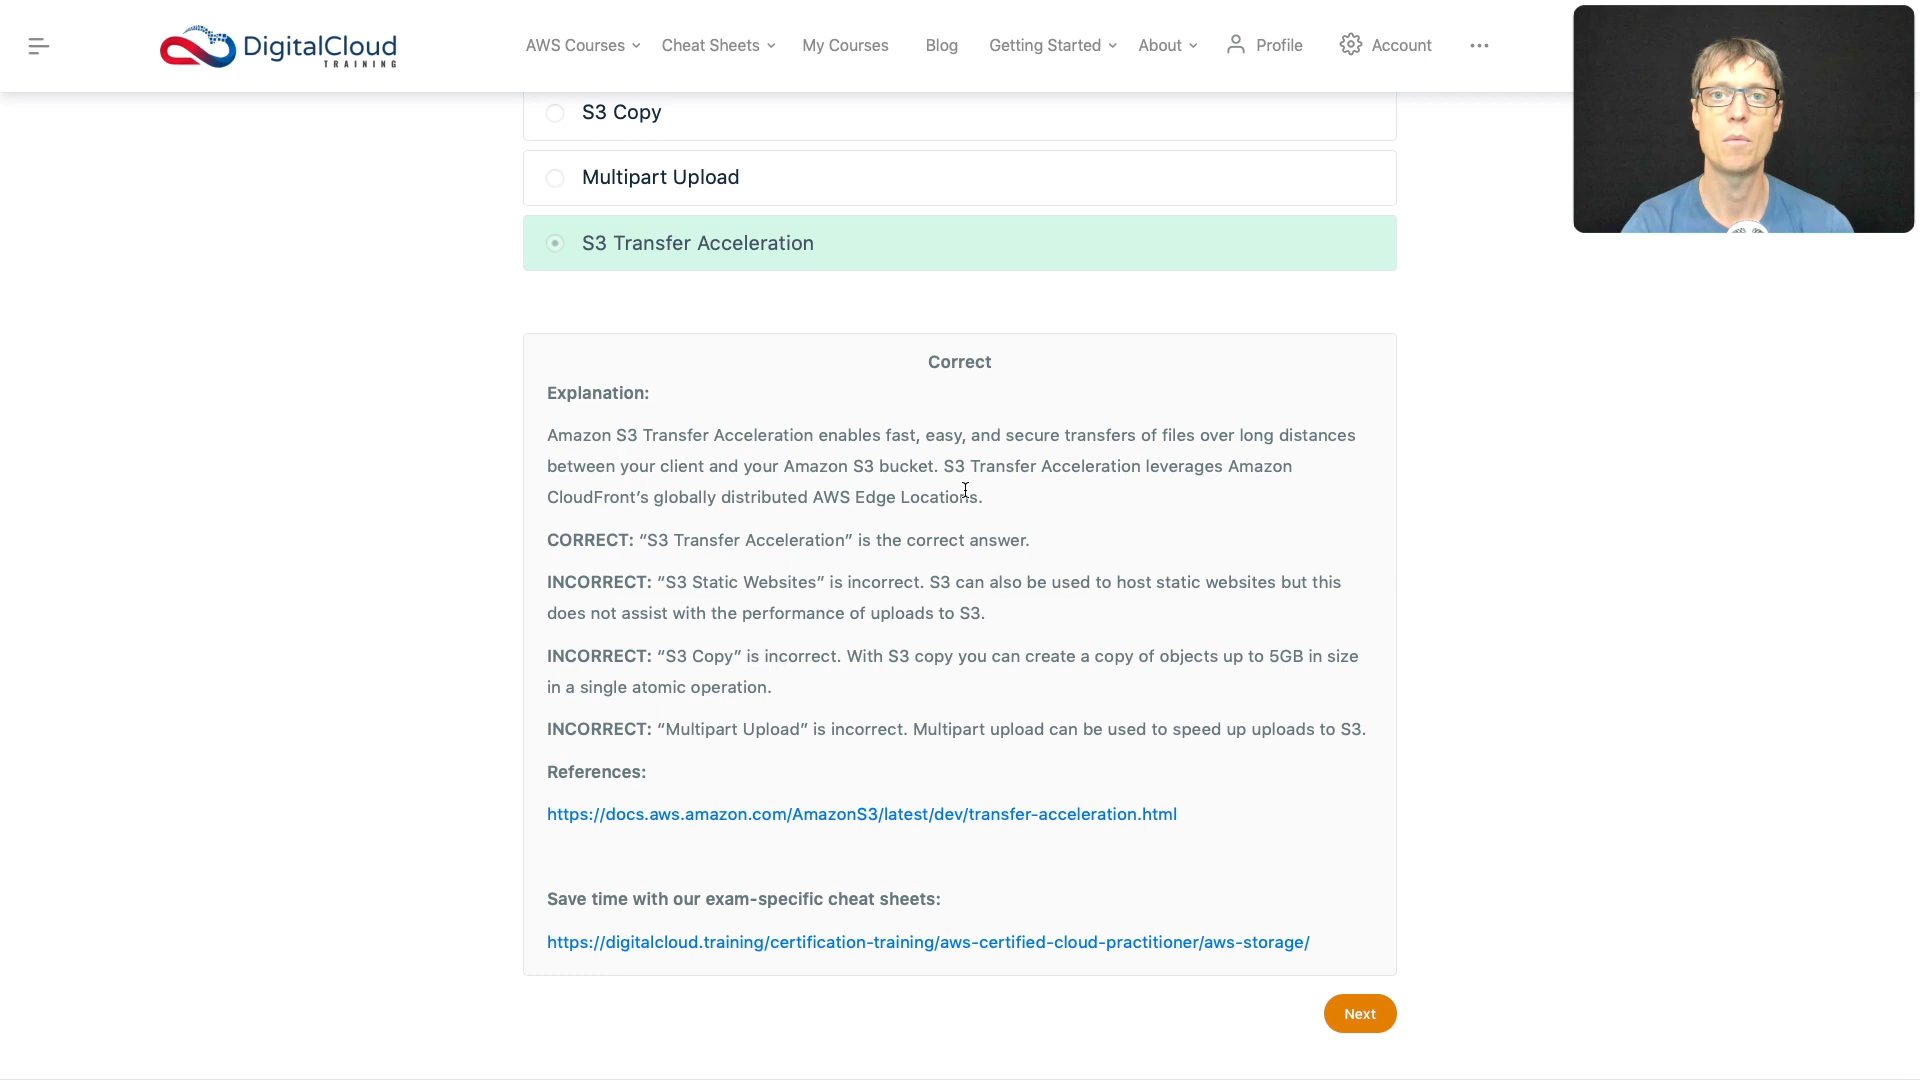 DigitalCloud
TRAINING
AWS Courses
Cheat Sheets
My Courses
Blog
Getting Started
About
Profile
Account
S3 Copy
Multipart Upload
S3 Transfer Acceleration
Correct
Explanation:
Amazon S3 Transfer Acceleration enables fast, easy, and secure transfers of files over long distances
between your client and your Amazon S3 bucket. S3 Transfer Acceleration leverages Amazon
CloudFront’s globally distributed AWS Edge Locations.
CORRECT: “S3 Transfer Acceleration” is the correct answer.
INCORRECT: “S3 Static Websites” is incorrect. S3 can also be used to host static websites but this
does not assist with the performance of uploads to S3.
INCORRECT: “S3 Copy” is incorrect. With S3 copy you can create a copy of objects up to 5GB in size
in a single atomic operation.
INCORRECT: “Multipart Upload” is incorrect. Multipart upload can be used to speed up uploads to S3.
References:
https://docs.aws.amazon.com/AmazonS3/latest/dev/transfer-acceleration.html
Save time with our exam-specific cheat sheets:
https://digitalcloud.training/certification-training/aws-certified-cloud-practitioner/aws-storage/
Next